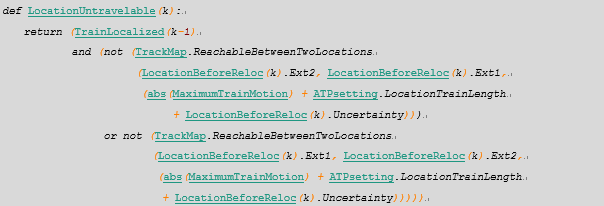 def LocationUntravelable(k):
return (TrainLocalized(k-1)
and (not (TrackMap.ReachableBetweenTwoLocations
(LocationBeforeReloc(k).Ext2, LocationBeforeReloc(k).Ext1,
(abs(MaximumTrainMotion) + ATPsetting.LocationTrainLength
+ LocationBeforeReloc(k).Uncertainty)))
or not (TrackMap.ReachableBetweenTwoLocations
(LocationBeforeReloc(k).Ext1, LocationBeforeReloc(k).Ext2,
(abs(MaximumTrainMotion) + ATPsetting.LocationTrainLength
+ LocationBeforeReloc(k).Uncertainty)))))